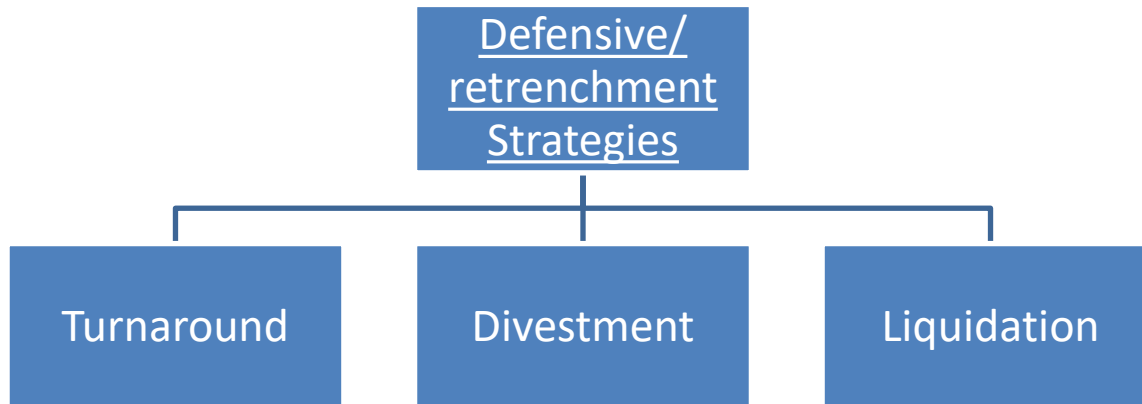 Defensive/
retrenchment
Strategies
Turnaround
Divestment
Liquidation